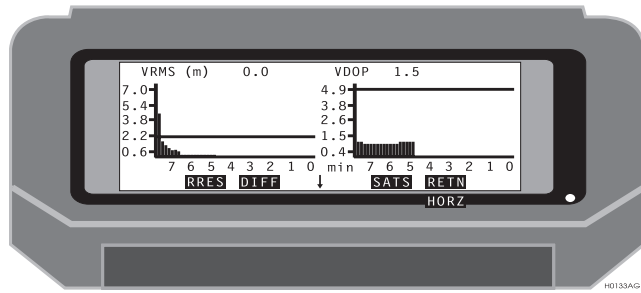 VRMS (m) 0.0 VDOP 1.5
7.0 4.9
5.4 3.8
3.8 2.6
2.2 1.5
0.6 0.4
7 6 5 4 3 2 1 0 min 7 6 5 4 3 2 1 0
RRES DIFF ↓ SATS RETN
HORZ
H0133AG